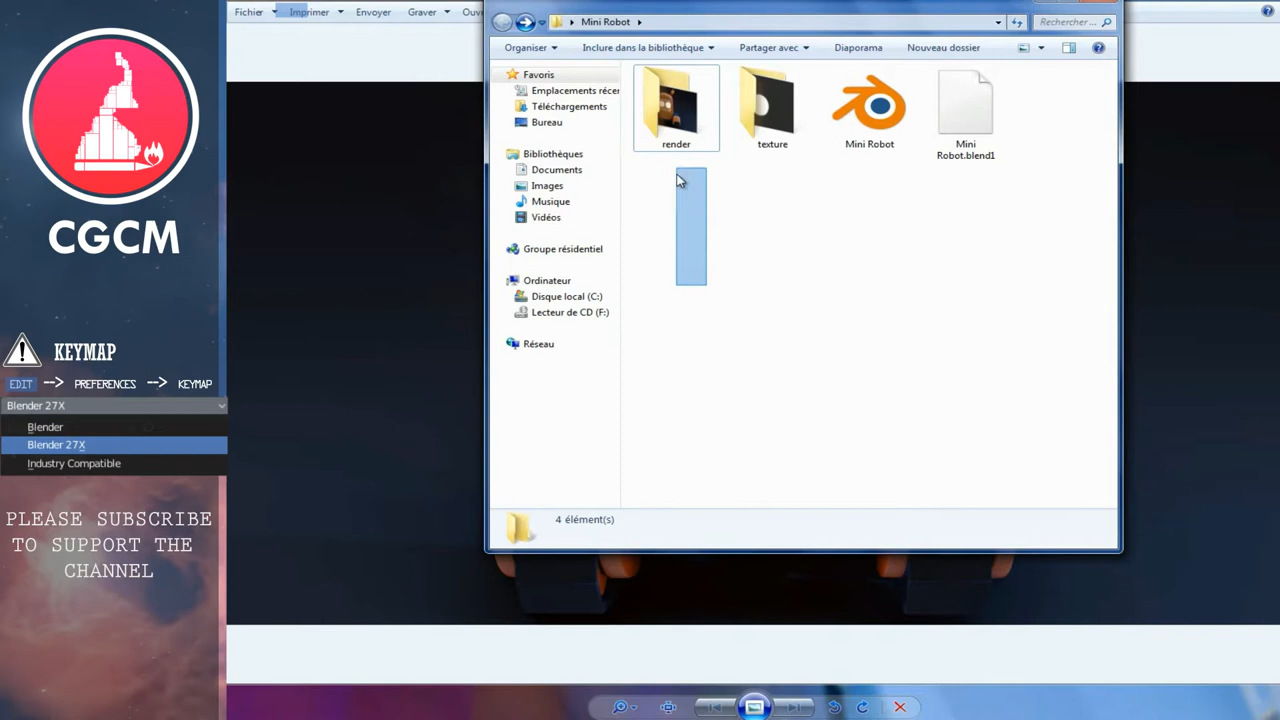 Fichier Imprimer Envoyer Graver
Mini Robot
Rechercher ...
Organiser Inclure dans la bibliothèque Partager avec Diaporama Nouveau dossier
Favoris
Emplacements récer
Téléchargements
Bureau
Bibliothèques
Documents
Images
Musique
Vidéos
Groupe résidentiel
Ordinateur
Disque local (C:)
Lecteur de CD (F:)
Réseau
render
texture
Mini Robot
Mini
Robot.blend1
4 élément(s)
CGCM
KEYMAP
EDIT --> PREFERENCES --> KEYMAP
Blender 27X
Blender
Blender 27X
Industry Compatible
PLEASE SUBSCRIBE
TO SUPPORT THE
CHANNEL